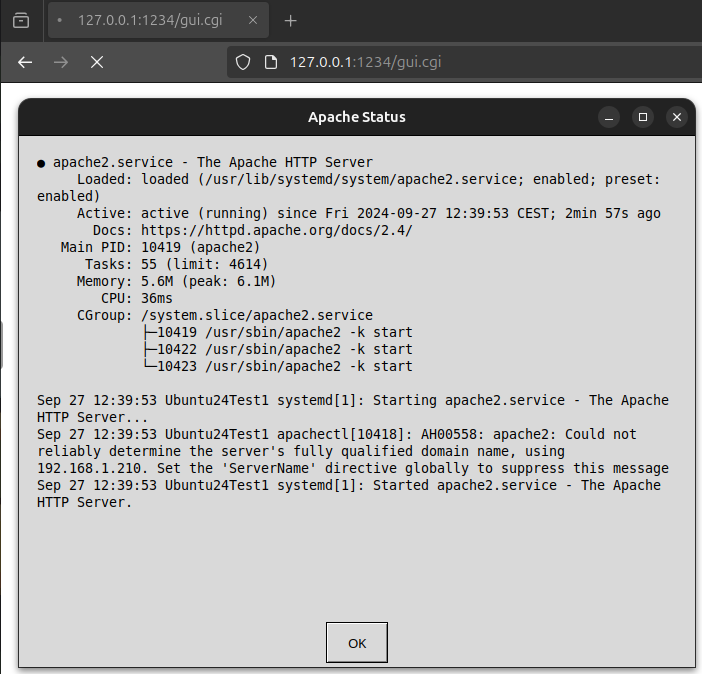 127.0.0.1:1234/gui.cgi
127.0.0.1:1234/gui.cgi
Apache Status
● apache2.service - The Apache HTTP Server
     Loaded: loaded (/usr/lib/systemd/system/apache2.service; enabled; preset:
enabled)
     Active: active (running) since Fri 2024-09-27 12:39:53 CEST; 2min 57s ago
       Docs: https://httpd.apache.org/docs/2.4/
   Main PID: 10419 (apache2)
      Tasks: 55 (limit: 4614)
     Memory: 5.6M (peak: 6.1M)
        CPU: 36ms
     CGroup: /system.slice/apache2.service
             ├─10419 /usr/sbin/apache2 -k start
             ├─10422 /usr/sbin/apache2 -k start
             └─10423 /usr/sbin/apache2 -k start
Sep 27 12:39:53 Ubuntu24Test1 systemd[1]: Starting apache2.service - The Apache
HTTP Server...
Sep 27 12:39:53 Ubuntu24Test1 apachectl[10418]: AH00558: apache2: Could not
reliably determine the server's fully qualified domain name, using
192.168.1.210. Set the 'ServerName' directive globally to suppress this message
Sep 27 12:39:53 Ubuntu24Test1 systemd[1]: Started apache2.service - The Apache
HTTP Server.
OK